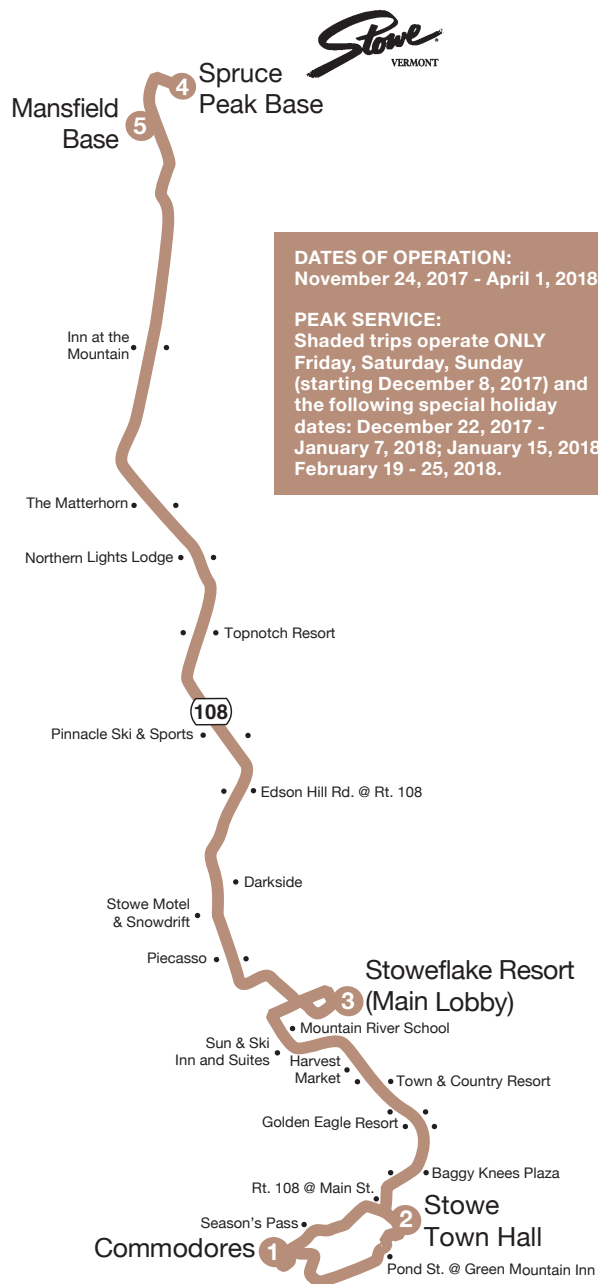 Stowe
VERMONT
4
Spruce
Peak Base
Mansfield
Base
5
DATES OF OPERATION:
November 24, 2017 - April 1, 2018
PEAK SERVICE:
Shaded trips operate ONLY
Friday, Saturday, Sunday
(starting December 8, 2017) and
the following special holiday
dates: December 22, 2017 -
January 7, 2018; January 15, 2018
February 19 - 25, 2018.
Inn at the
Mountain
The Matterhorn
Northern Lights Lodge
Topnotch Resort
108
Pinnacle Ski & Sports
Edson Hill Rd. @ Rt. 108
Darkside
Stowe Motel
& Snowdrift
Piecasso
Stoweflake Resort
(Main Lobby)
3
Mountain River School
Sun & Ski
Inn and Suites
Harvest
Market
Town & Country Resort
Golden Eagle Resort
Baggy Knees Plaza
Rt. 108 @ Main St.
Stowe
Town Hall
2
Season's Pass
Commodores
1
Pond St. @ Green Mountain Inn